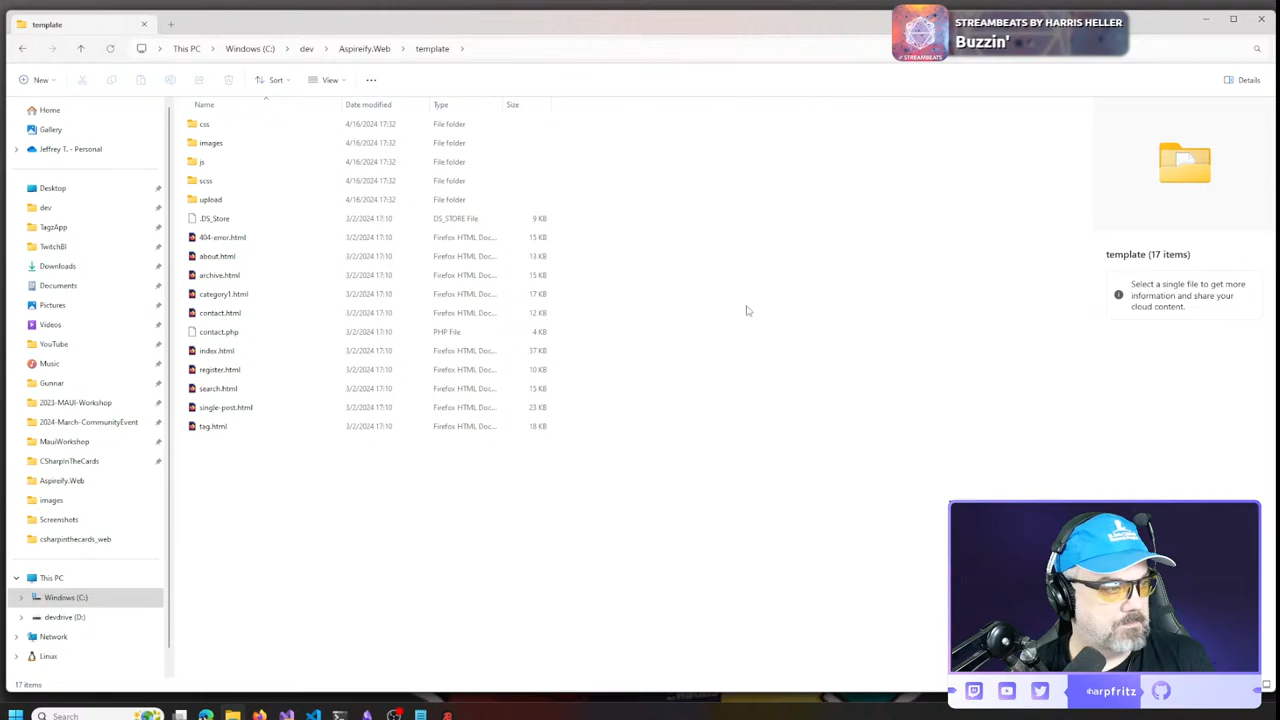 template
STREAMBEATS BY HARRIS HELLER
Buzzin'
STREAMBEATS
This PC > Windows (C:) > dev > Aspireify.Web > template >
New
Sort
View
Details
Name Date modified Type Size
Home
Gallery
Jeffrey T. - Personal
Desktop
dev
TagzApp
TwitchBI
Downloads
Documents
Pictures
Videos
YouTube
Music
Gunnar
2023-MAUI-Workshop
2024-March-CommunityEvent
MauiWorkshop
CSharpInTheCards
Aspireify.Web
images
Screenshots
csharpinthecards_web
This PC
Windows (C:)
devdrive (D:)
Network
Linux
css 4/16/2024 17:32 File folder
images 4/16/2024 17:32 File folder
js 4/16/2024 17:32 File folder
scss 4/16/2024 17:32 File folder
upload 4/16/2024 17:32 File folder
.DS_Store 3/2/2024 17:10 DS_STORE File 9 KB
404-error.html 3/2/2024 17:10 Firefox HTML Doc... 15 KB
about.html 3/2/2024 17:10 Firefox HTML Doc... 13 KB
archive.html 3/2/2024 17:10 Firefox HTML Doc... 15 KB
category1.html 3/2/2024 17:10 Firefox HTML Doc... 17 KB
contact.html 3/2/2024 17:10 Firefox HTML Doc... 12 KB
contact.php 3/2/2024 17:10 PHP File 4 KB
index.html 3/2/2024 17:10 Firefox HTML Doc... 37 KB
register.html 3/2/2024 17:10 Firefox HTML Doc... 10 KB
search.html 3/2/2024 17:10 Firefox HTML Doc... 15 KB
single-post.html 3/2/2024 17:10 Firefox HTML Doc... 23 KB
tag.html 3/2/2024 17:10 Firefox HTML Doc... 18 KB
template (17 items)
Select a single file to get more
information and share your
cloud content.
17 items
harpfritz
Search